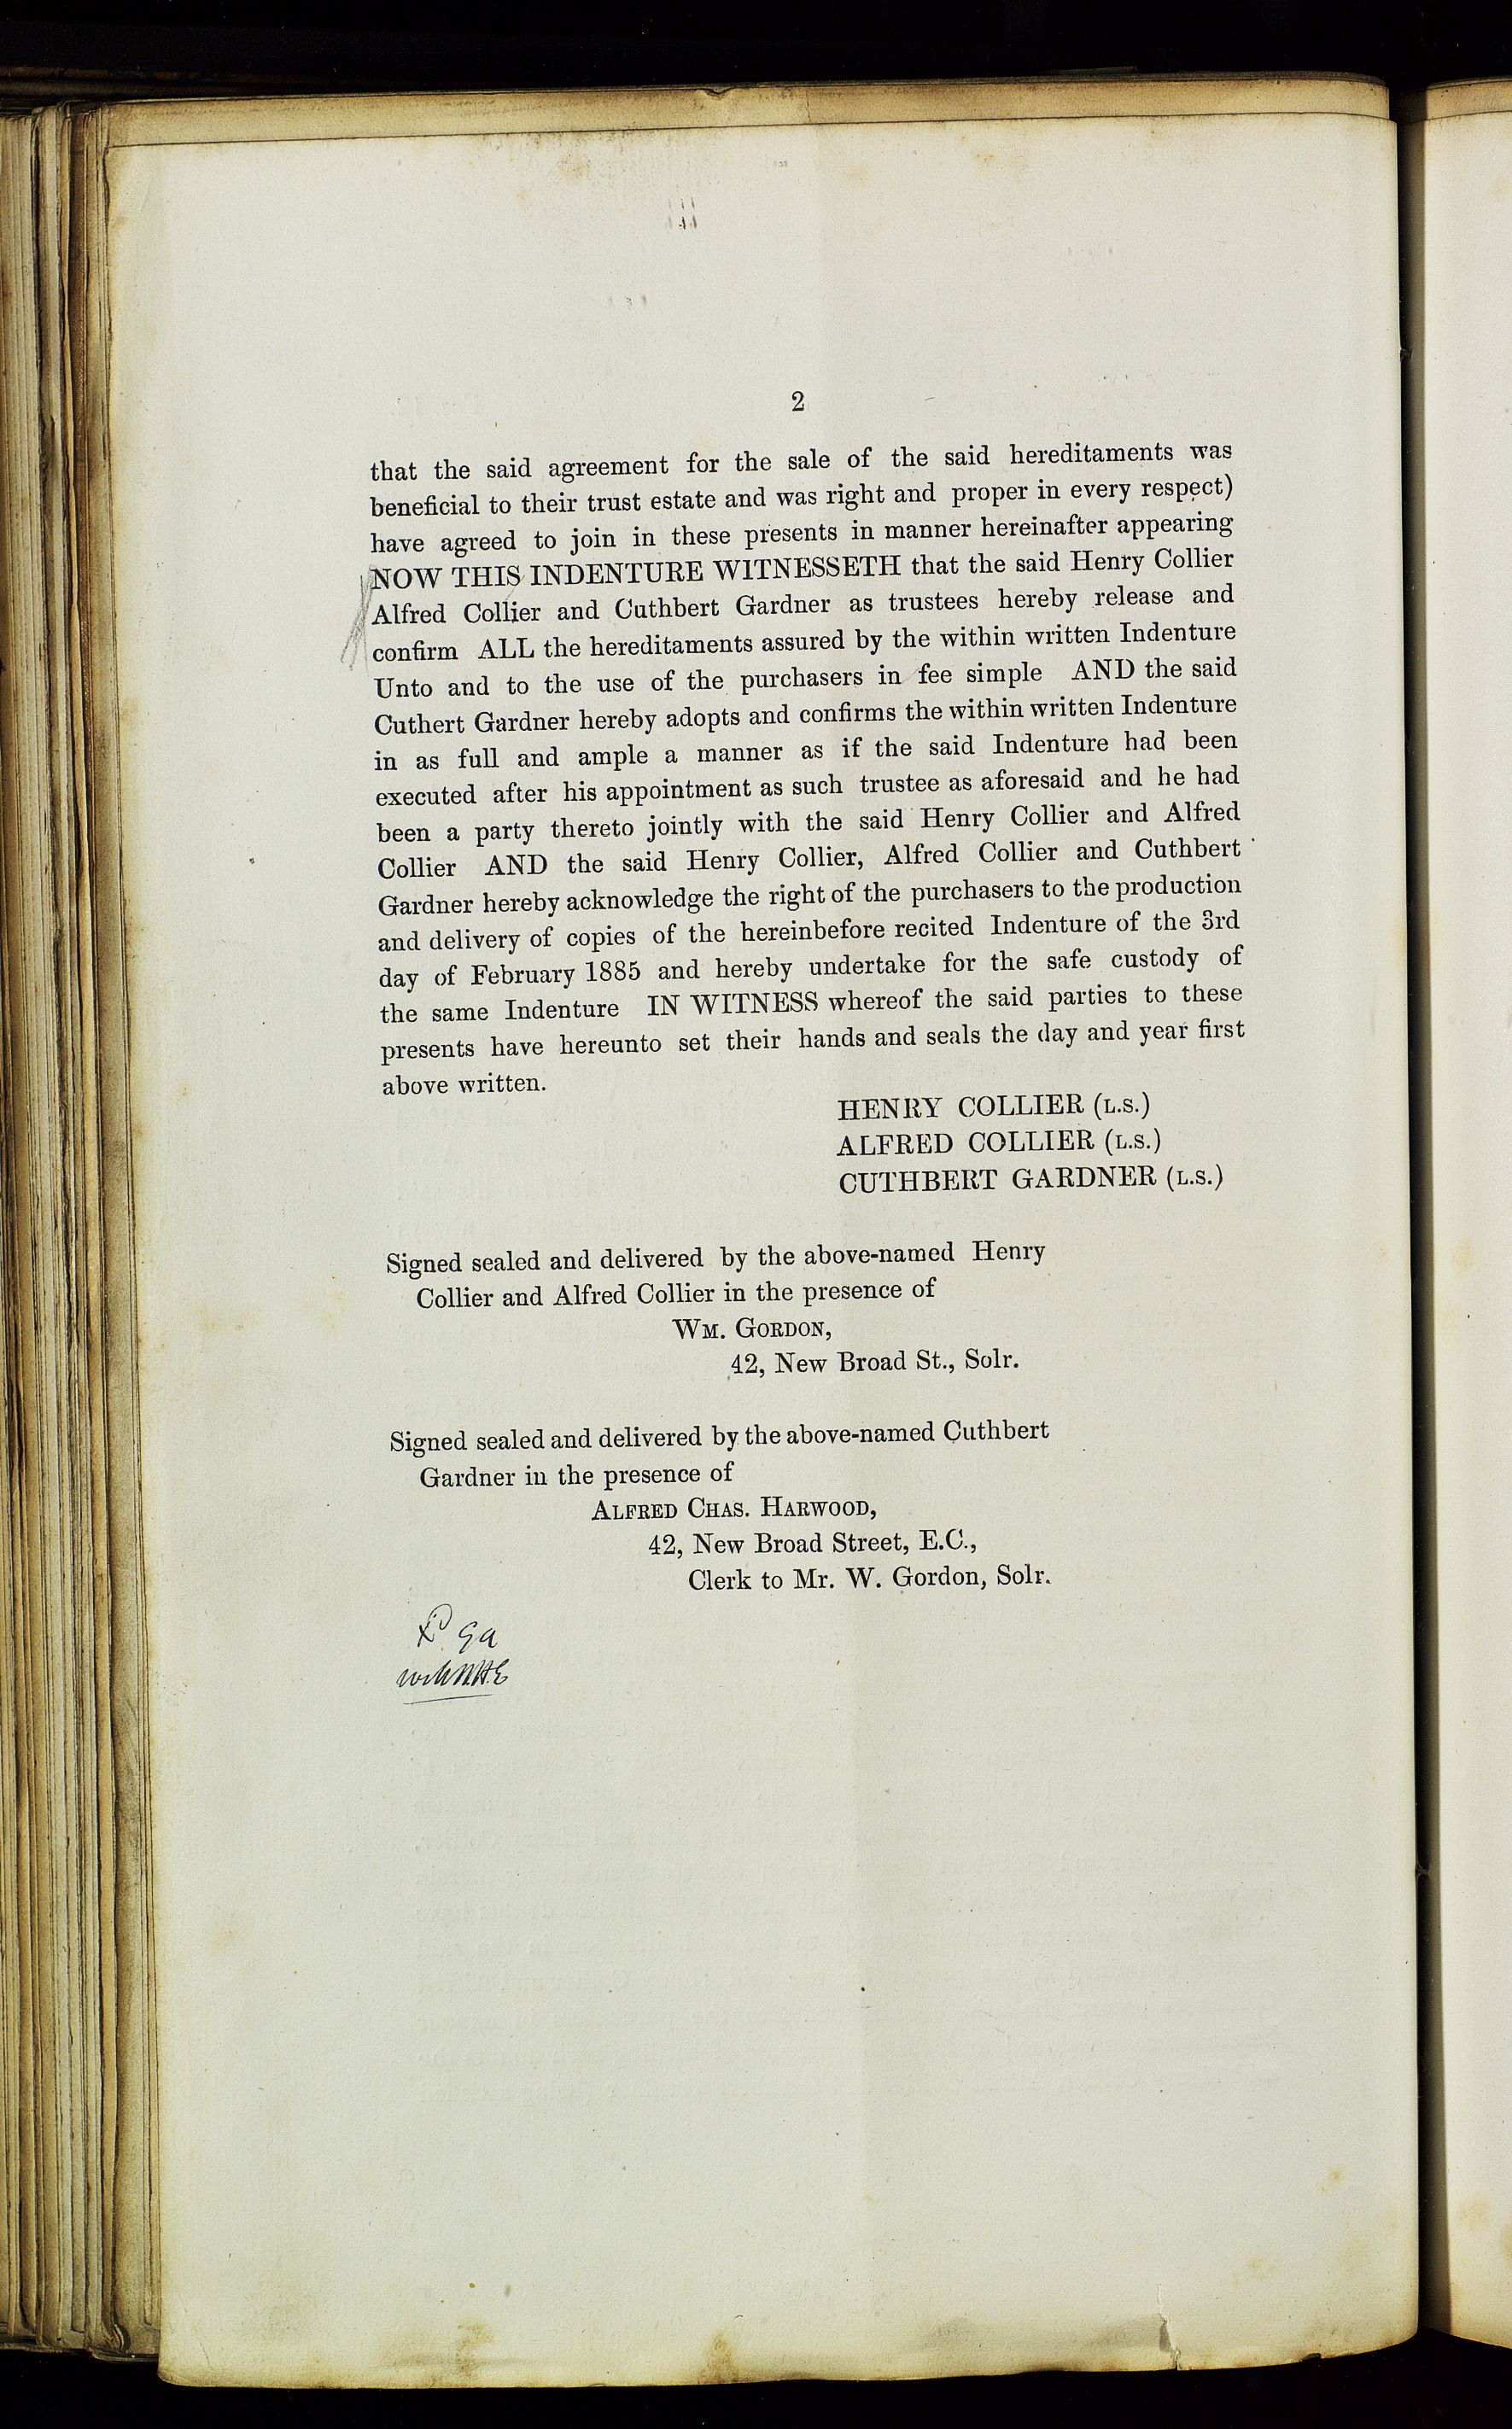 2
that the said agreement for the sale of the said hereditaments was
beneficial to their trust estate and was right and proper in every respect)
have agreed to join in these presents in manner hereinafter appearing
NOW THIS INDENTURE WITNESSETH that the said Henry Collier
Alfred Collier and Cuthbert Gardner as trustees hereby release and
confirm ALL the hereditaments assured by the within written Indenture
Unto and to the use of the purchasers in fee simple AND the said
Cuthert Gardner hereby adopts and confirms the within written Indenture
in as full and ample a manner as if the said Indenture had been
executed after his appointment as such trustee as aforesaid and he had
been a party thereto jointly with the said Henry Collier and Alfred
Collier AND the said Henry Collier, Alfred Collier and Cuthbert
Gardner hereby acknowledge the right of the purchasers to the production
and delivery of copies of the hereinbefore recited Indenture of the 3rd
day of February 1885 and hereby undertake for the safe custody of
the same Indenture IN WITNESS whereof the said parties to these
presents have hereunto set their hands and seals the day and year first
above written.
HENRY COLLIER (L.S.)
ALFRED COLLIER (L.S.)
CUTHBERT GARDNER (L.S.)
Signed sealed and delivered by the above-named Henry
Collier and Alfred Collier in the presence of
WM. GORDON,
42, New Broad St., Solr.
Signed sealed and delivered by the above-named Cuthbert
Gardner in the presence of
ALFRED CHAS. HARWOOD,
42, New Broad Street, E.C.,
Clerk to Mr. W. Gordon, Solr.